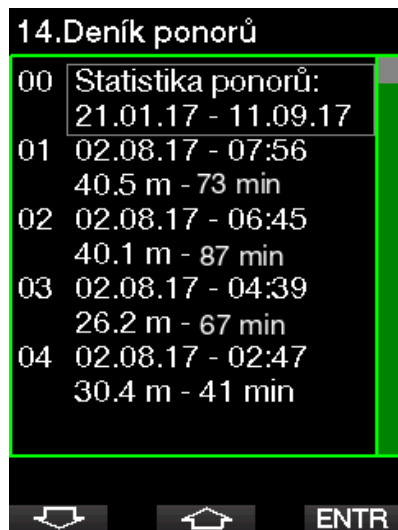 14.Deník ponorů
00 Statistika ponorů:
21.01.17 - 11.09.17
01 02.08.17 - 07:56
40.5 m - 73 min
02 02.08.17 - 06:45
40.1 m - 87 min
03 02.08.17 - 04:39
26.2 m - 67 min
04 02.08.17 - 02:47
30.4 m - 41 min
ENTR